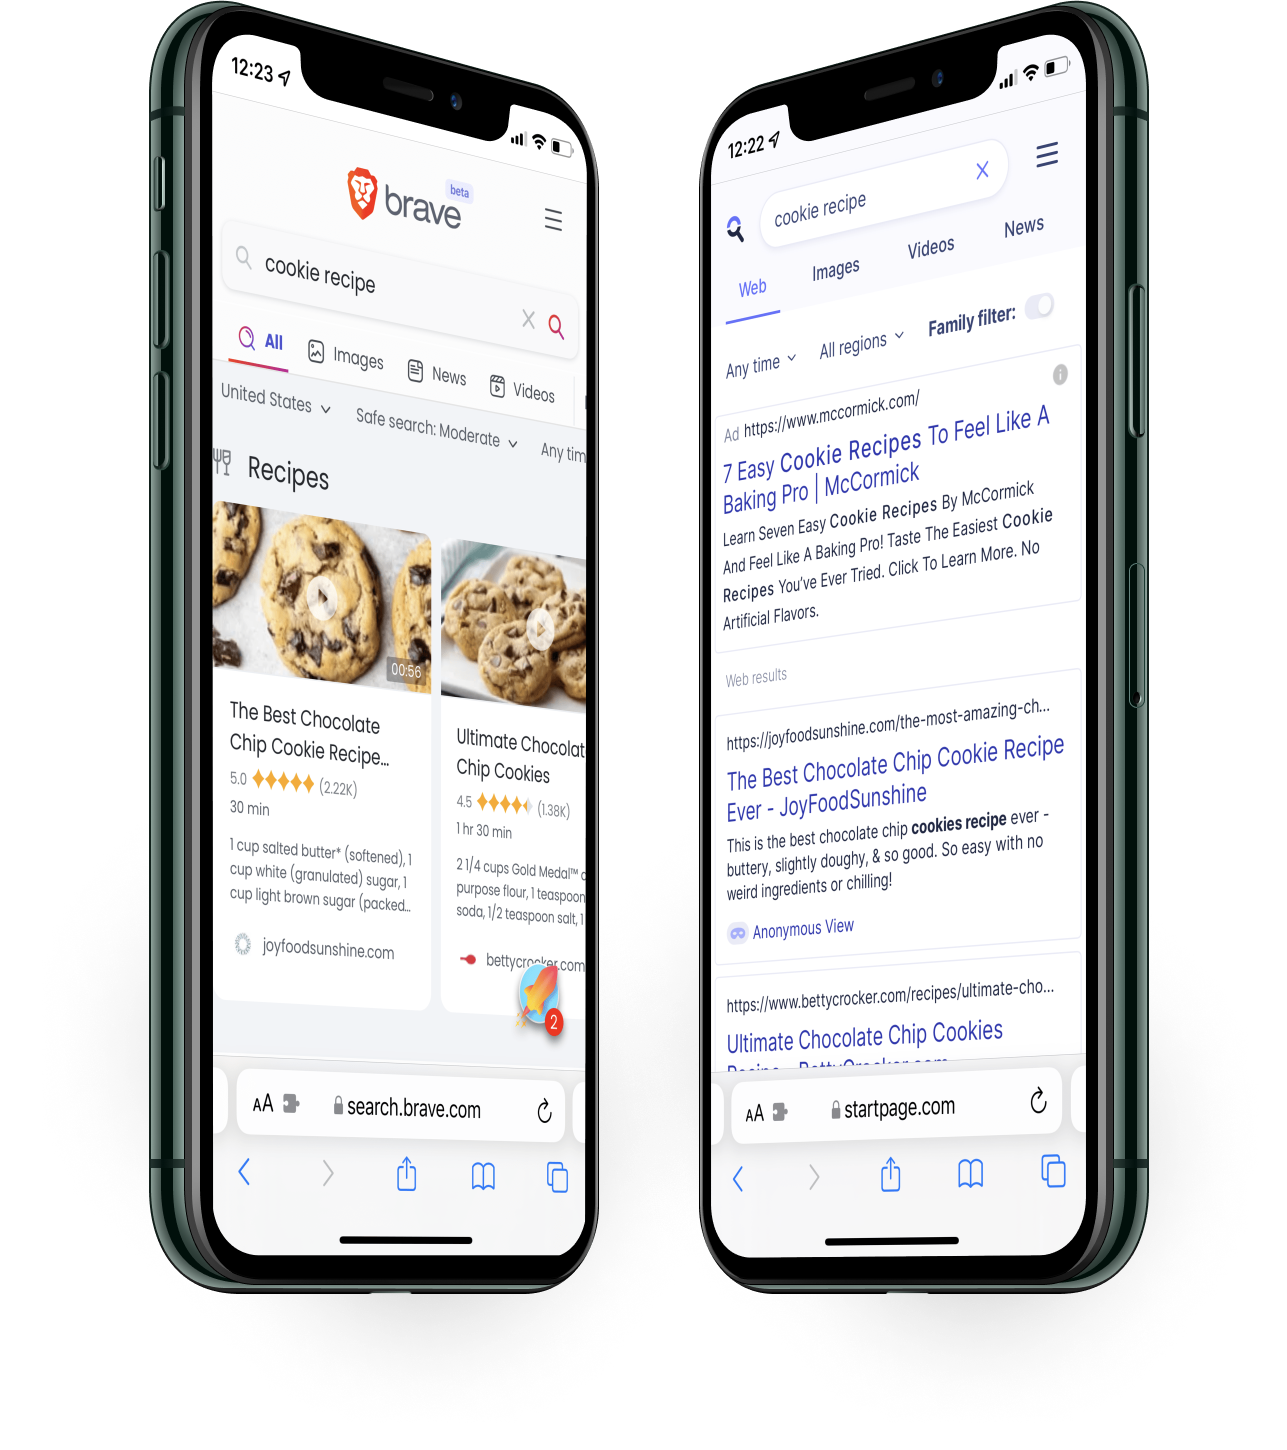 12:23
brave
beta
cookie recipe
All Images News Videos
United States Safe search: Moderate Any tim
Recipes
00:56
The Best Chocolate
Chip Cookie Recipe...
5.0 (2.22K)
30 min
1 cup salted butter* (softened), 1
cup white (granulated) sugar, 1
cup light brown sugar (packed...
joyfoodsunshine.com
Ultimate Chocolat
Chip Cookies
4.5 (1.38K)
1 hr 30 min
2 1/4 cups Gold Medal™
purpose flour, 1 teaspoon
soda, 1/2 teaspoon salt, 1
bettycrocker.com
2
AA search.brave.com
12:22
cookie recipe
Web Images Videos News
Any time All regions Family filter:
Ad https://www.mccormick.com/
7 Easy Cookie Recipes To Feel Like A
Baking Pro | McCormick
Learn Seven Easy Cookie Recipes By McCormick
And Feel Like A Baking Pro! Taste The Easiest Cookie
Recipes You've Ever Tried. Click To Learn More. No
Artificial Flavors.
Web results
https://joyfoodsunshine.com/the-most-amazing-ch...
The Best Chocolate Chip Cookie Recipe
Ever - JoyFoodSunshine
This is the best chocolate chip cookies recipe ever -
buttery, slightly doughy, & so good. So easy with no
weird ingredients or chilling!
Anonymous View
https://www.bettycrocker.com/recipes/ultimate-cho...
Ultimate Chocolate Chip Cookies
Recipe - BettyCrocker.com
AA startpage.com